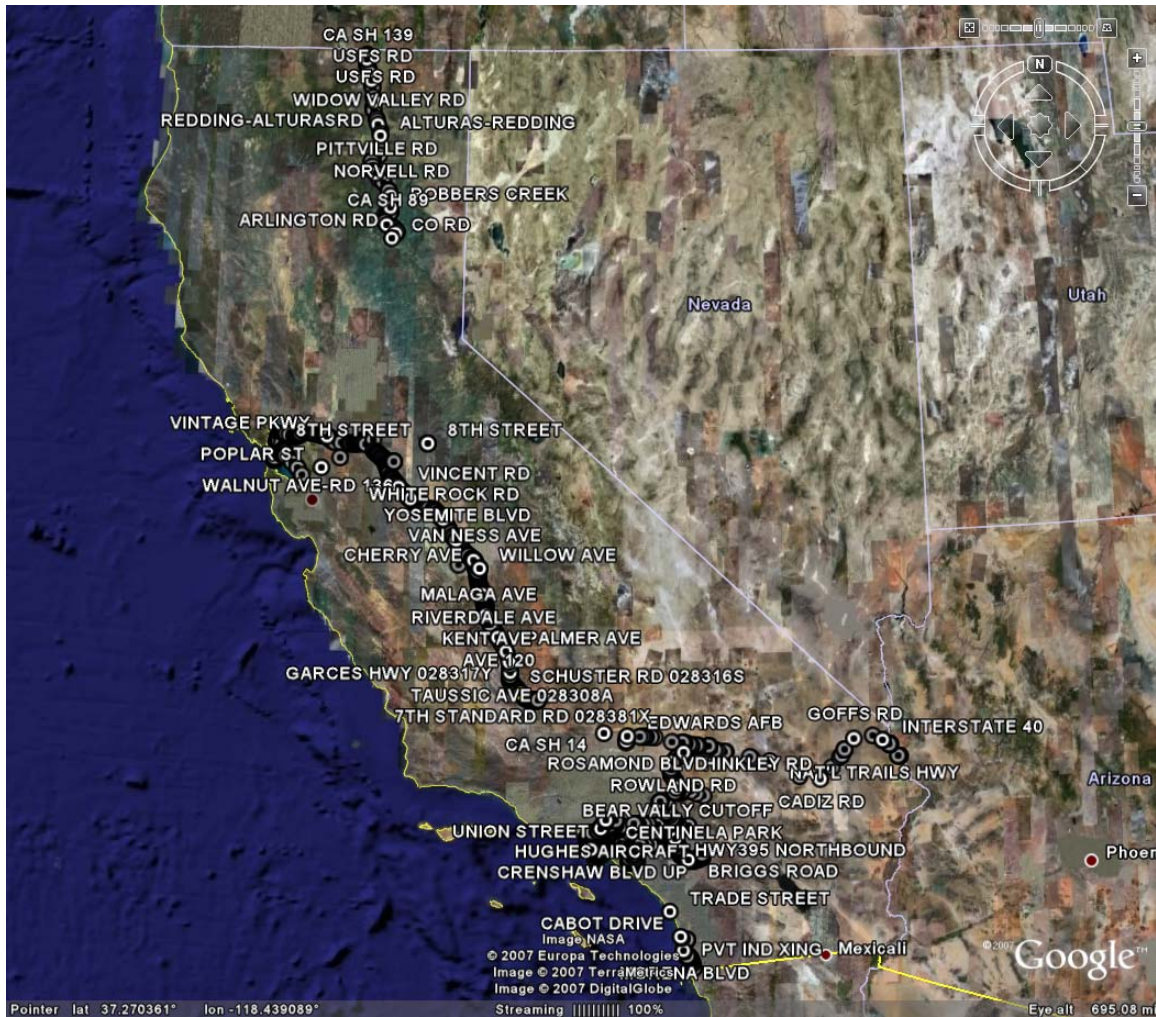 CA SH 139
USFS RD
USFS RD
WIDOW VALLEY RD
REDDING-ALTURASRD
ALTURAS-REDDING
PITTVILLE RD
NORVELL RD
ROBBERS CREEK
CA SH 89
ARLINGTON RD
CO RD
N
Nevada
Utah
VINTAGE PKWY
8TH STREET
8TH STREET
POPLAR ST
VINCENT RD
WALNUT AVE-RD 136
WHITE ROCK RD
YOSEMITE BLVD
VAN NESS AVE
CHERRY AVE
WILLOW AVE
MALAGA AVE
RIVERDALE AVE
KENT AVE
PALMER AVE
AVE 120
GARCES HWY 028317Y
SCHUSTER RD 028316S
TAUSSIC AVE 028308A
7TH STANDARD RD 028381X
EDWARDS AFB
GOFFS RD
INTERSTATE 40
CA SH 14
ROSAMOND BLVD
HINKLEY RD
NAT'L TRAILS HWY
Arizona
ROWLAND RD
CADIZ RD
BEAR VALLY CUTOFF
UNION STREET
CENTINELA PARK
HUGHES AIRCRAFT
HWY395 NORTHBOUND
Phoen
CRENSHAW BLVD UP
BRIGGS ROAD
TRADE STREET
CABOT DRIVE
PVT IND XING
Mexicali
BLVD
Image NASA
© 2007 Europa Technologies
Image © 2007 TerraMetrics
Image © 2007 DigitalGlobe
©2007 Google™
Pointer lat 37.270361° lon -118.439089° Streaming 100% Eye alt 695.08 mi